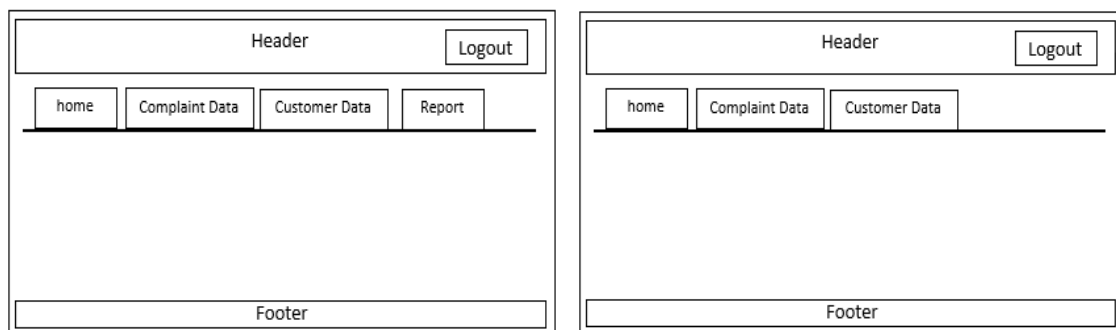 Header
Logout
home Complaint Data Customer Data Report
Footer
Header
Logout
home Complaint Data Customer Data
Footer